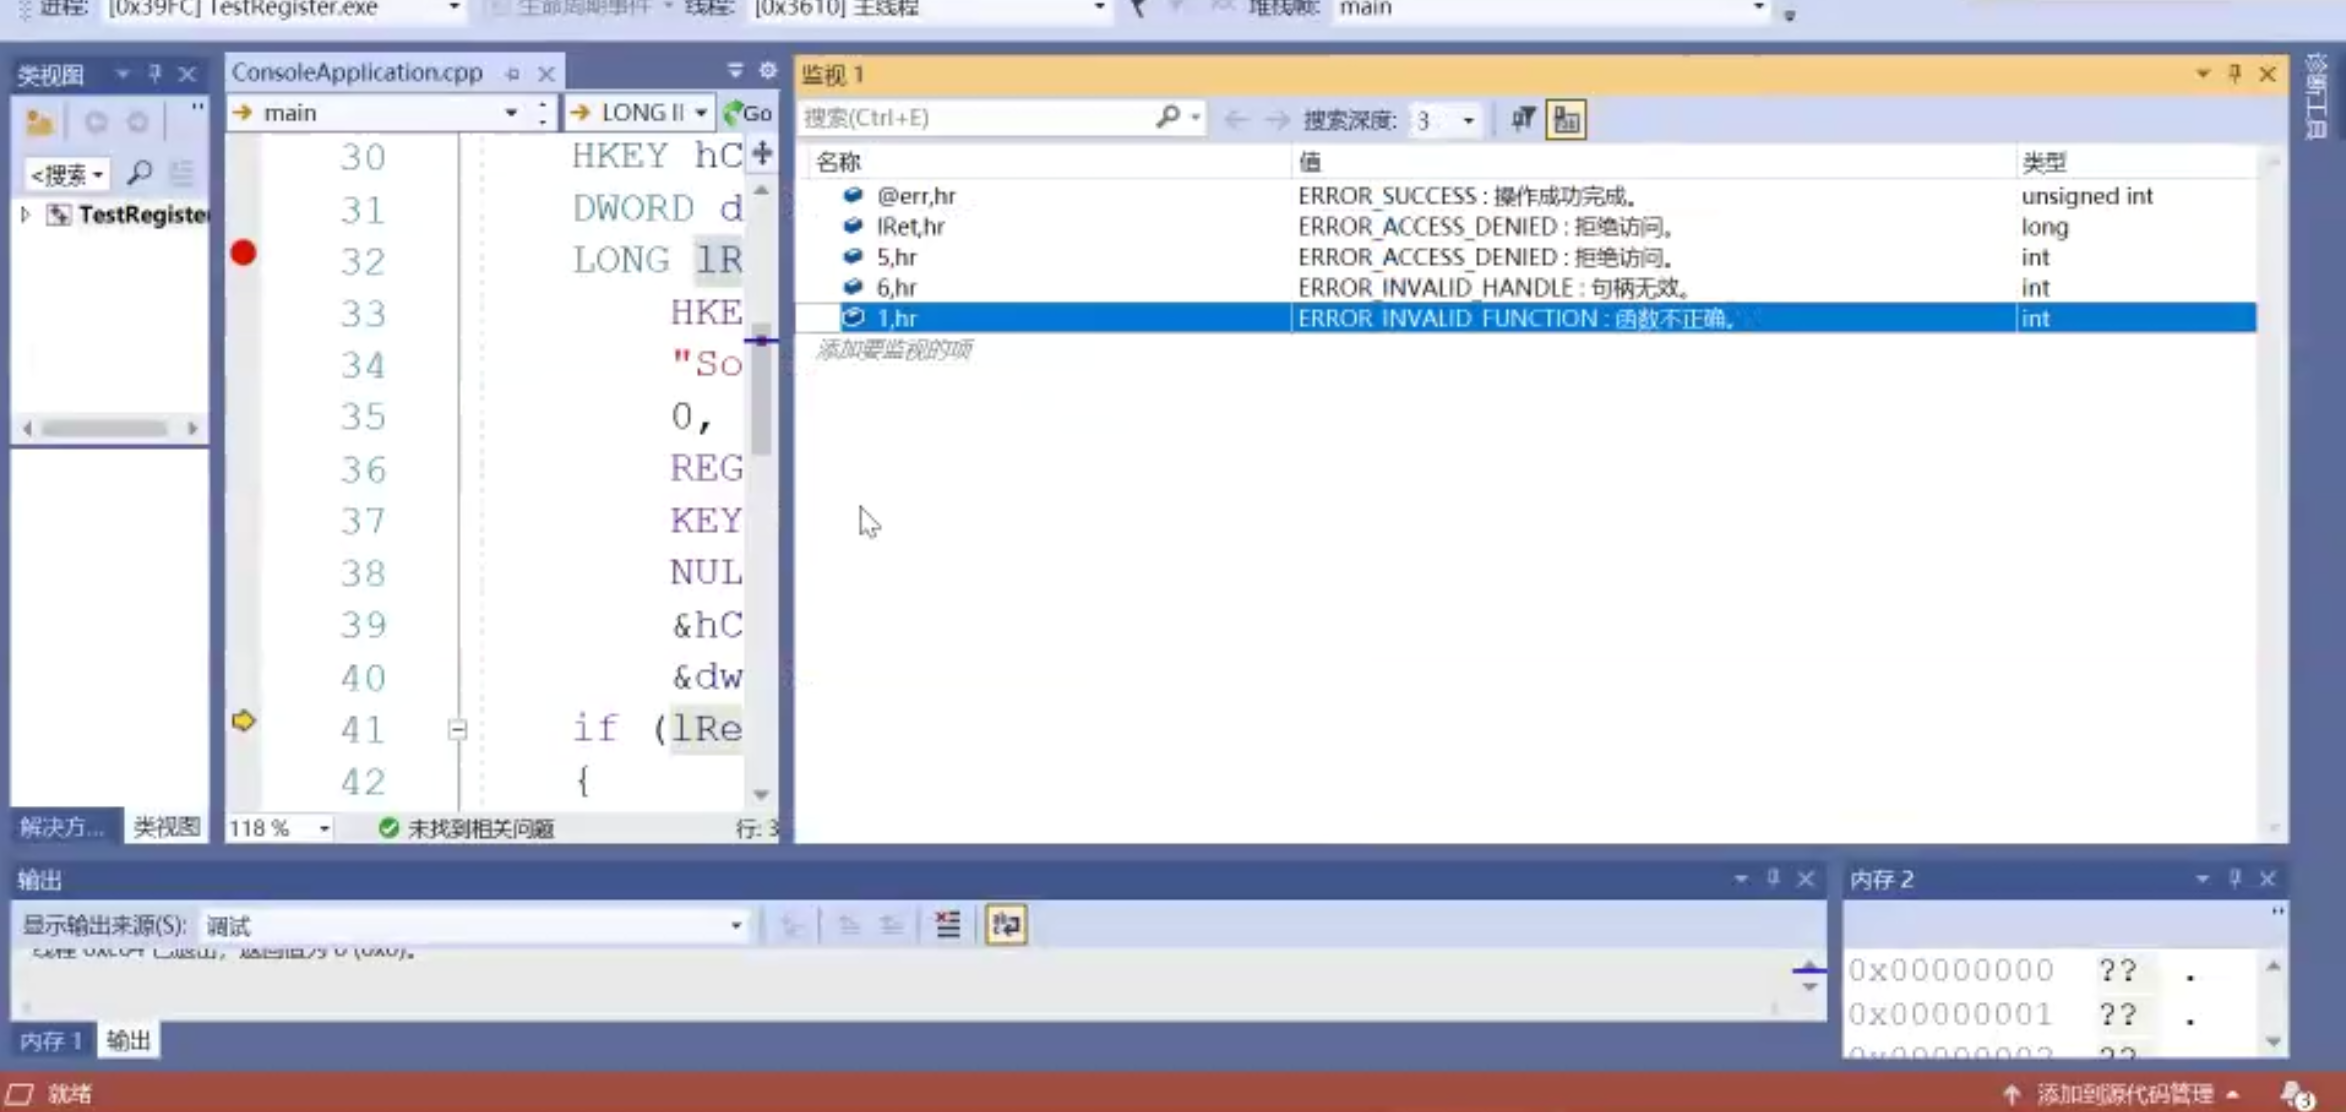 进程: [0x39FC] TestRegister.exe 生命周期事件 线程: [0x3610] 主线程 堆栈帧: main
类视图
ConsoleApplication.cpp
监视 1
main
LONG lI
Go
搜索(Ctrl+E)
搜索深度: 3
<搜索
TestRegiste
名称 值 类型
@err,hr ERROR_SUCCESS : 操作成功完成。 unsigned int
lRet,hr ERROR_ACCESS_DENIED : 拒绝访问。 long
5,hr ERROR_ACCESS_DENIED : 拒绝访问。 int
6,hr ERROR_INVALID_HANDLE : 句柄无效。 int
1,hr ERROR_INVALID_FUNCTION : 函数不正确。 int
添加要监视的项
30 HKEY hC
31 DWORD d
32 LONG lR
33 HKE
34 "So
35 0,
36 REG
37 KEY
38 NUL
39 &hC
40 &dw
41 if (lRe
42 {
解决方... 类视图
118 % 未找到相关问题 行: 3
诊断工具
输出
显示输出来源(S): 调试
内存 1 输出
内存 2
0x00000000 ?? .
0x00000001 ?? .
就绪
添加到源代码管理
3